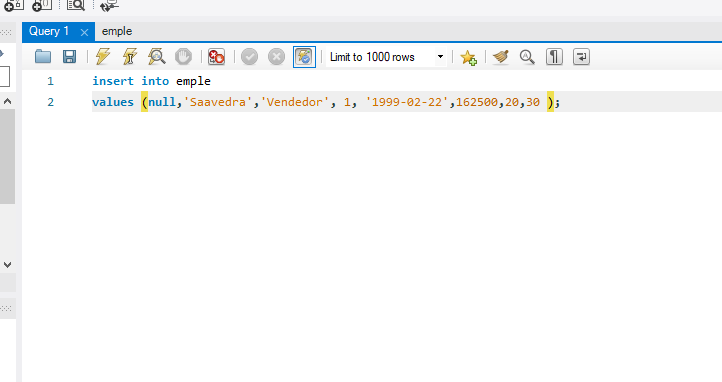 Query 1 × emple
Limit to 1000 rows
1 insert into emple
2 values (null,'Saavedra','Vendedor', 1, '1999-02-22',162500,20,30 );